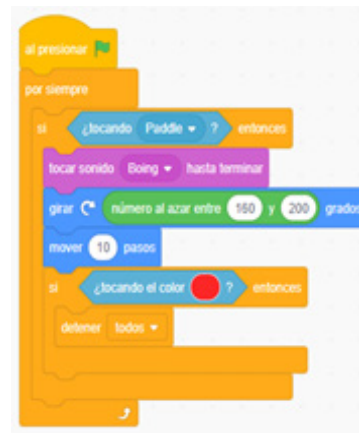 al presionar
por siempre
si ¿tocando Paddle ? entonces
tocar sonido Boing hasta terminar
girar número al azar entre 160 y 200 grados
mover 10 pasos
si ¿tocando el color ? entonces
detener todos